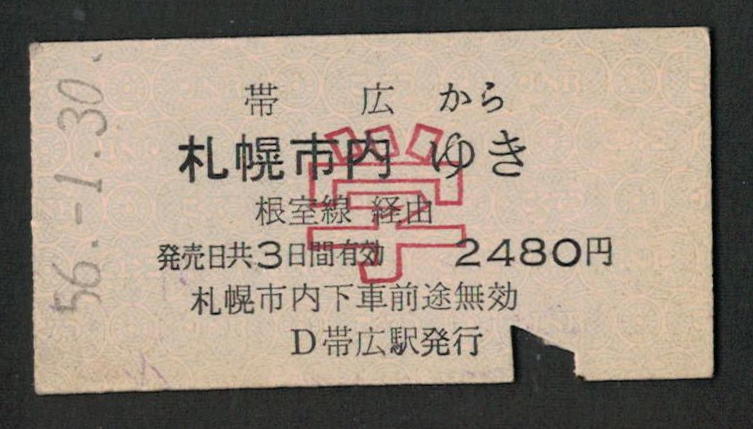 56.-1.30.
帯広から
札幌市内ゆき
学
根室線 経由
発売日共3日間有効 2480円
札幌市内下車前途無効
D帯広駅発行